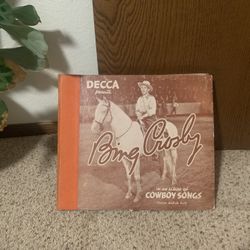 DECCA
presents
Bing Crosby
IN AN ALBUM OF
COWBOY SONGS